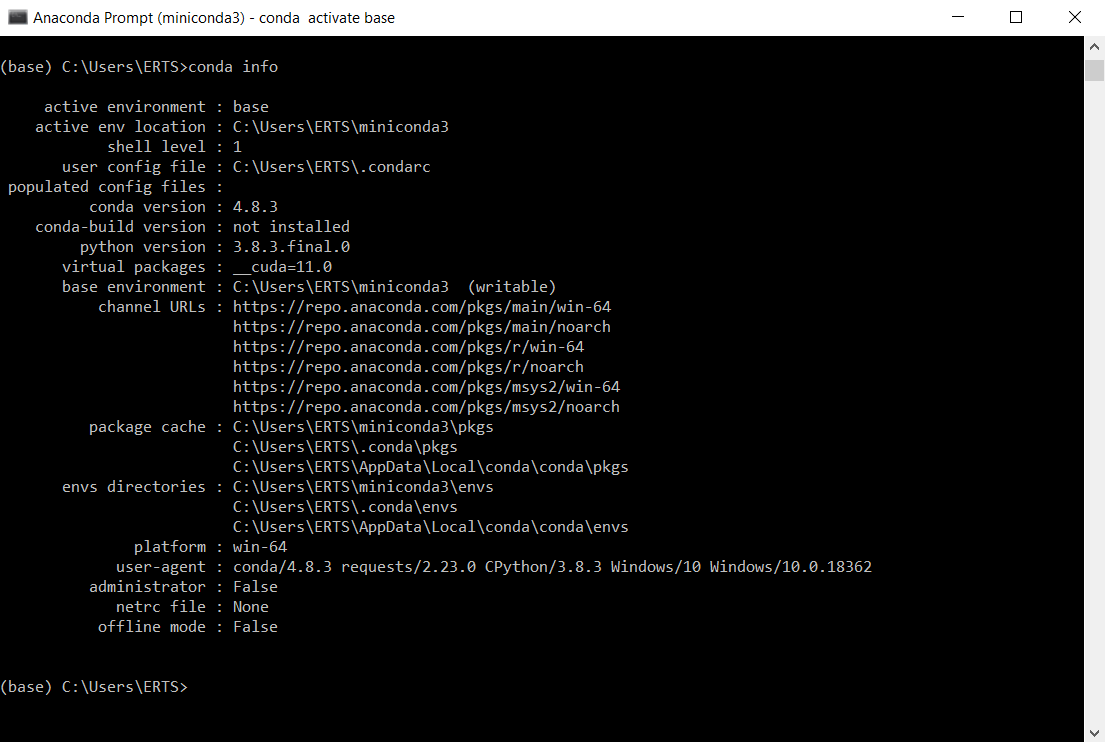 Anaconda Prompt (miniconda3) - conda  activate base
(base) C:\Users\ERTS>conda info
     active environment : base
    active env location : C:\Users\ERTS\miniconda3
            shell level : 1
       user config file : C:\Users\ERTS\.condarc
 populated config files :
          conda version : 4.8.3
    conda-build version : not installed
         python version : 3.8.3.final.0
       virtual packages : __cuda=11.0
       base environment : C:\Users\ERTS\miniconda3  (writable)
           channel URLs : https://repo.anaconda.com/pkgs/main/win-64
                          https://repo.anaconda.com/pkgs/main/noarch
                          https://repo.anaconda.com/pkgs/r/win-64
                          https://repo.anaconda.com/pkgs/r/noarch
                          https://repo.anaconda.com/pkgs/msys2/win-64
                          https://repo.anaconda.com/pkgs/msys2/noarch
          package cache : C:\Users\ERTS\miniconda3\pkgs
                          C:\Users\ERTS\.conda\pkgs
                          C:\Users\ERTS\AppData\Local\conda\conda\pkgs
       envs directories : C:\Users\ERTS\miniconda3\envs
                          C:\Users\ERTS\.conda\envs
                          C:\Users\ERTS\AppData\Local\conda\conda\envs
               platform : win-64
             user-agent : conda/4.8.3 requests/2.23.0 CPython/3.8.3 Windows/10 Windows/10.0.18362
          administrator : False
             netrc file : None
           offline mode : False
(base) C:\Users\ERTS>